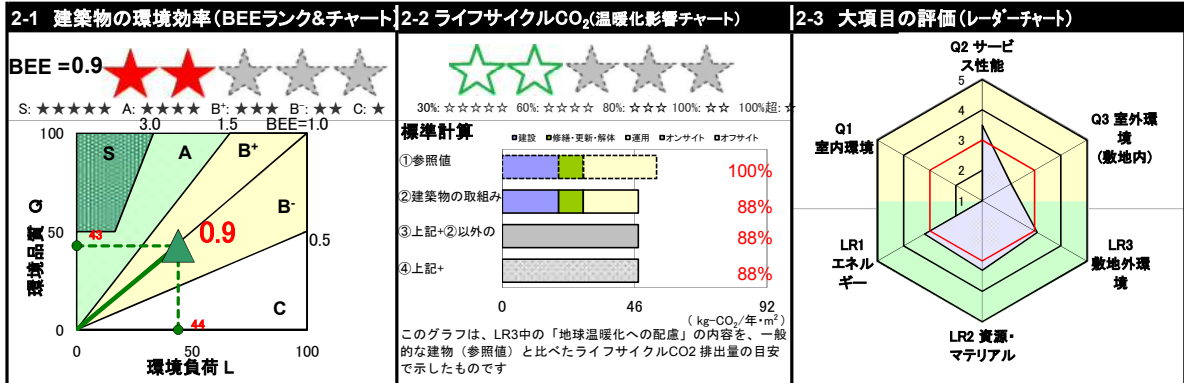 2-1 建築物の環境効率(BEEランク&チャート)
BEE =0.9
S: ★★★★★ A: ★★★★ B⁺: ★★★ B⁻: ★★ C: ★
3.0 1.5 BEE=1.0
100
S A B⁺
B⁻
50
43
0.9
0.5
C
44
0
0 50 100
環境品質 Q
環境負荷 L
2-2 ライフサイクルCO₂(温暖化影響チャート)
30%: ☆☆☆☆☆ 60%: ☆☆☆☆ 80%: ☆☆☆ 100%: ☆☆ 100%超: ☆
標準計算
■建設 ■修繕・更新・解体 □運用 □オンサイト □オフサイト
①参照値 100%
②建築物の取組み 88%
③上記+②以外の 88%
④上記+ 88%
0 46 92
( kg-CO₂/年・m²)
このグラフは、LR3中の「地球温暖化への配慮」の内容を、一般
的な建物(参照値)と比べたライフサイクルCO2 排出量の目安
で示したものです
2-3 大項目の評価(レーダーチャート)
Q2 サービ
ス性能
5
4
3
2
1
Q1
室内環境
Q3 室外環
境
(敷地内)
LR1
エネル
ギー
LR3
敷地外環
境
LR2 資源・
マテリアル